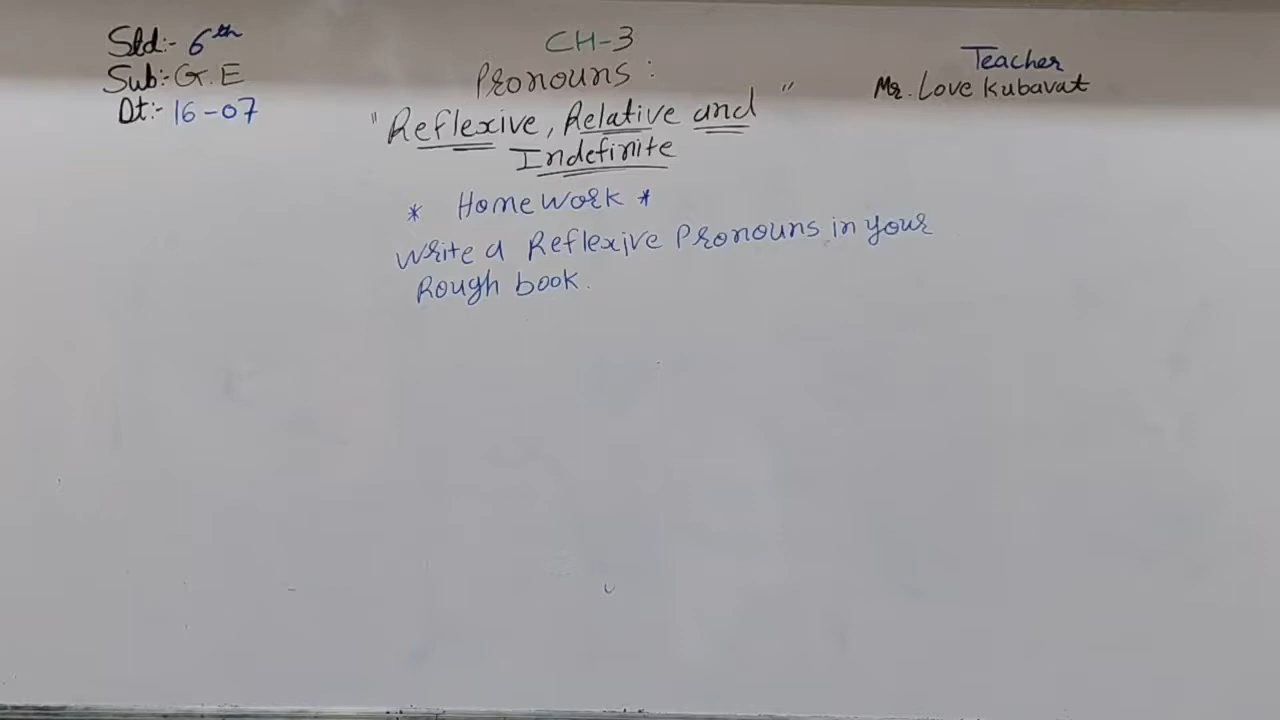 Std:- 6th
Sub:- G.E
Dt:- 16-07
CH-3
Pronouns:
"Reflexive, Relative and"
Indefinite
Teacher
Mr. Love Kubavat
* HomeWork *
Write a Reflexive Pronouns in your
Rough book.